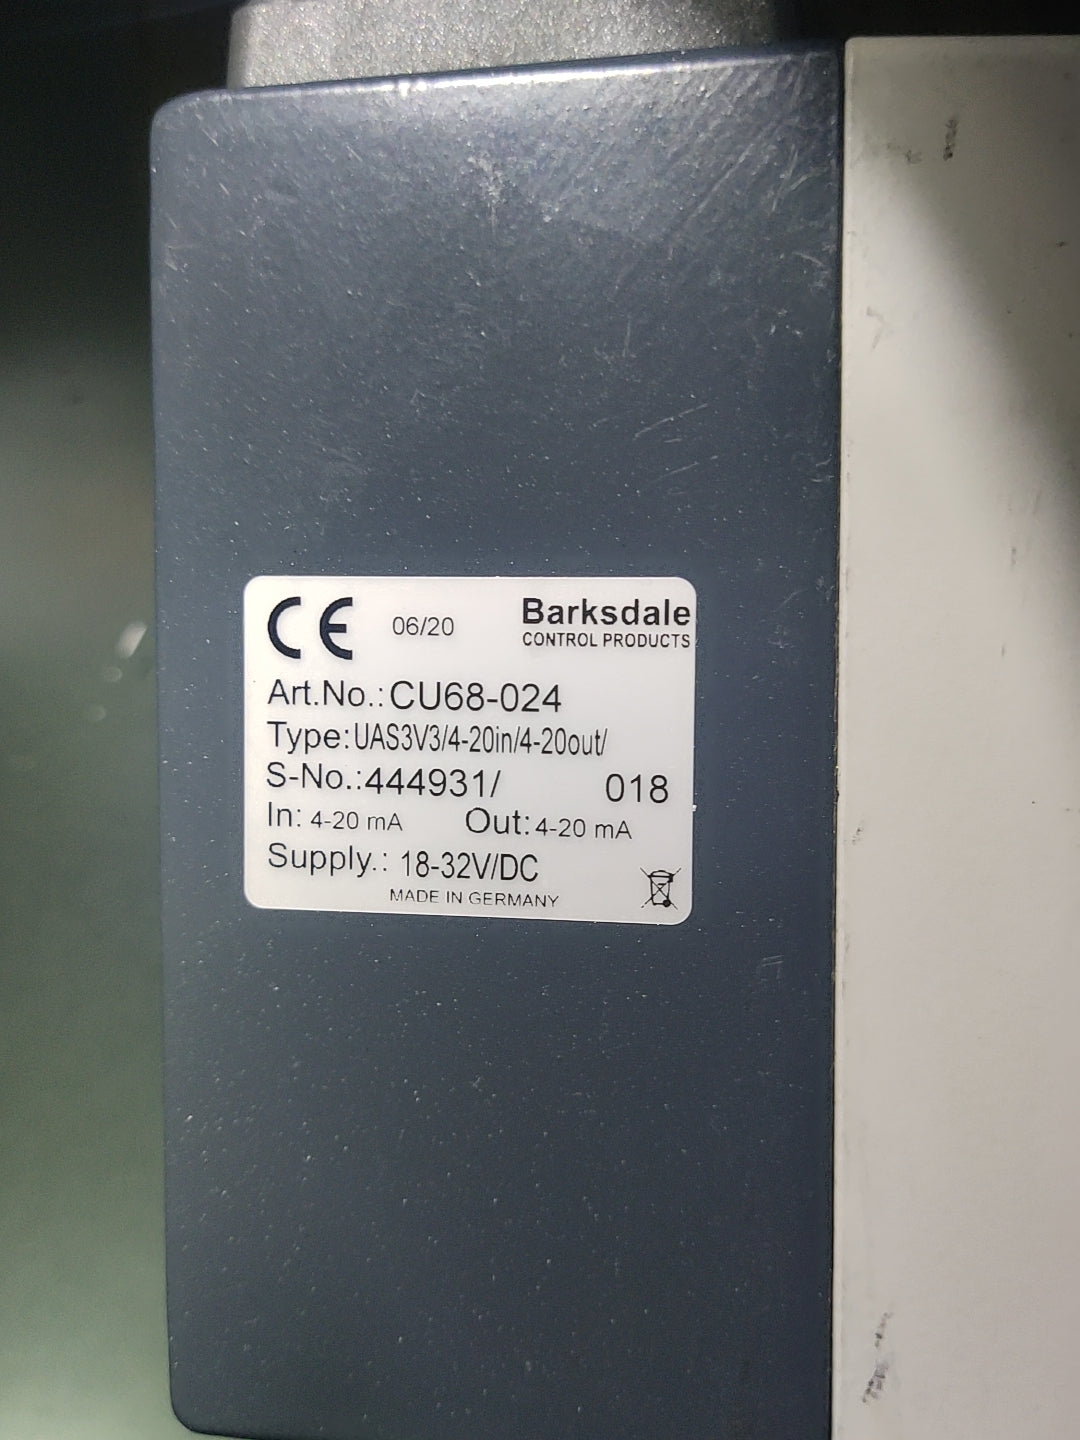 CE 06/20 Barksdale
CONTROL PRODUCTS
Art.No.: CU68-024
Type: UAS3V3/4-20in/4-20out/
S-No.: 444931/ 018
In: 4-20 mA Out: 4-20 mA
Supply.: 18-32V/DC
MADE IN GERMANY